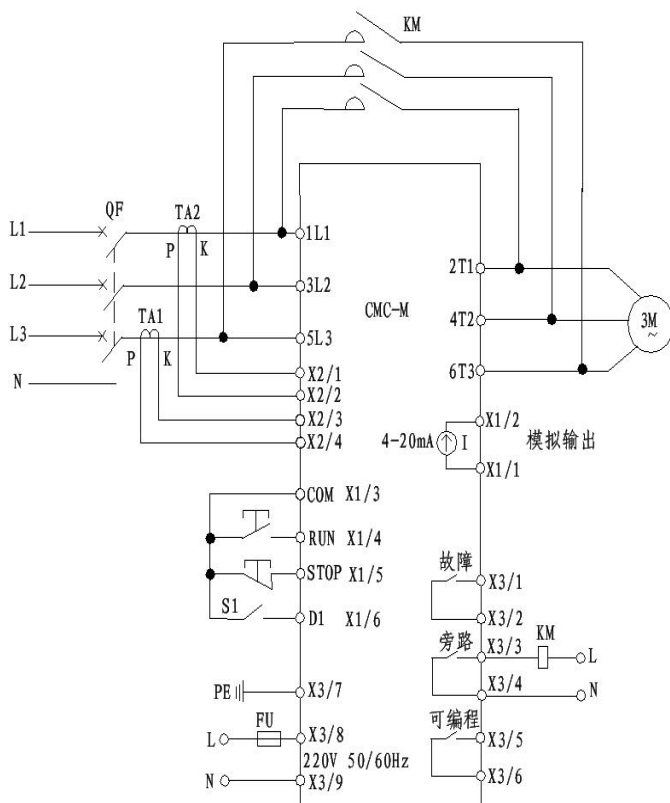 KM
QF
TA2
L1
1L1
P K
L2
3L2
2T1
CMC-M
4T2
3M
~
L3
TA1
5L3
P K
6T3
N
X2/1
X2/2
X2/3
X2/4
X1/2
4-20mA I 模拟输出
X1/1
COM X1/3
RUN X1/4
STOP X1/5
S1
D1 X1/6
故障
X3/1
X3/2
旁路
X3/3 KM L
X3/4 N
PE X3/7
可编程
L FU X3/8
X3/5
220V 50/60Hz
N X3/9
X3/6